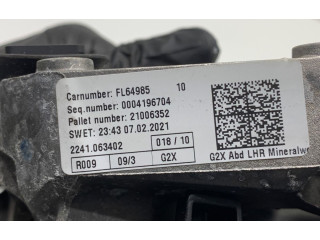 Carnumber: FL64985 10
Seq.number: 0004196704
Pallet number: 21006352
SWET: 23:43 07.02.2021
2241.063402 018 / 10
R009 09/3 G2X
G2X Abd LHR Mineralwe